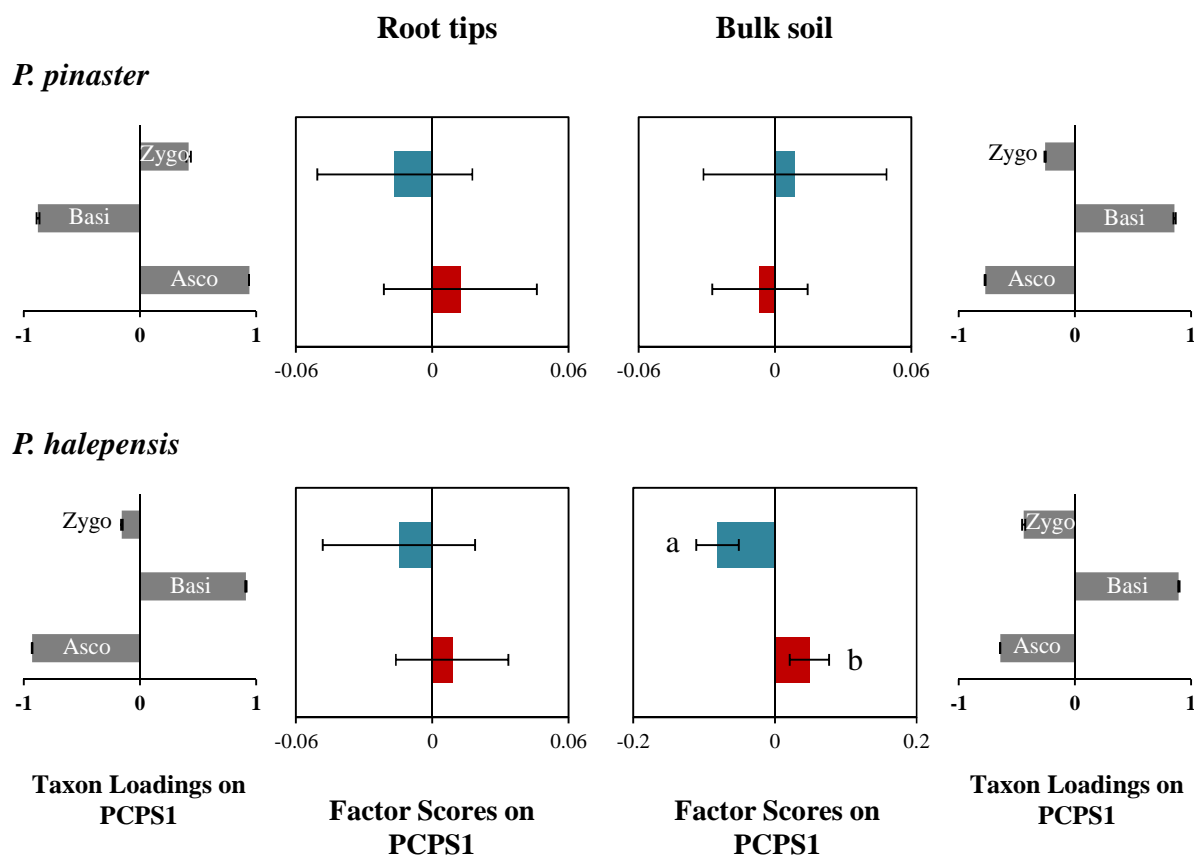 Root tips
Bulk soil
P. pinaster
Zygo
Basi
Asco
-1
0
1
-0.06
0
0.06
-0.06
0
0.06
Zygo
Basi
Asco
-1
0
1
P. halepensis
Zygo
Basi
Asco
-1
0
1
-0.06
0
0.06
a
b
-0.2
0
0.2
Zygo
Basi
Asco
-1
0
1
Taxon Loadings on
PCPS1
Factor Scores on
PCPS1
Factor Scores on
PCPS1
Taxon Loadings on
PCPS1